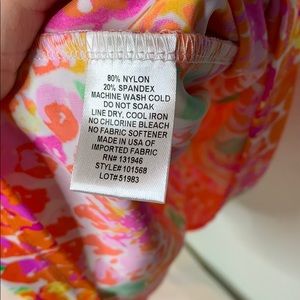 80% NYLON
20% SPANDEX
MACHINE WASH COLD
DO NOT SOAK
LINE DRY, COOL IRON
NO CHLORINE BLEACH
NO FABRIC SOFTENER
MADE IN USA OF
IMPORTED FABRIC
RN# 131946
STYLE# 101568
LOT# 51983